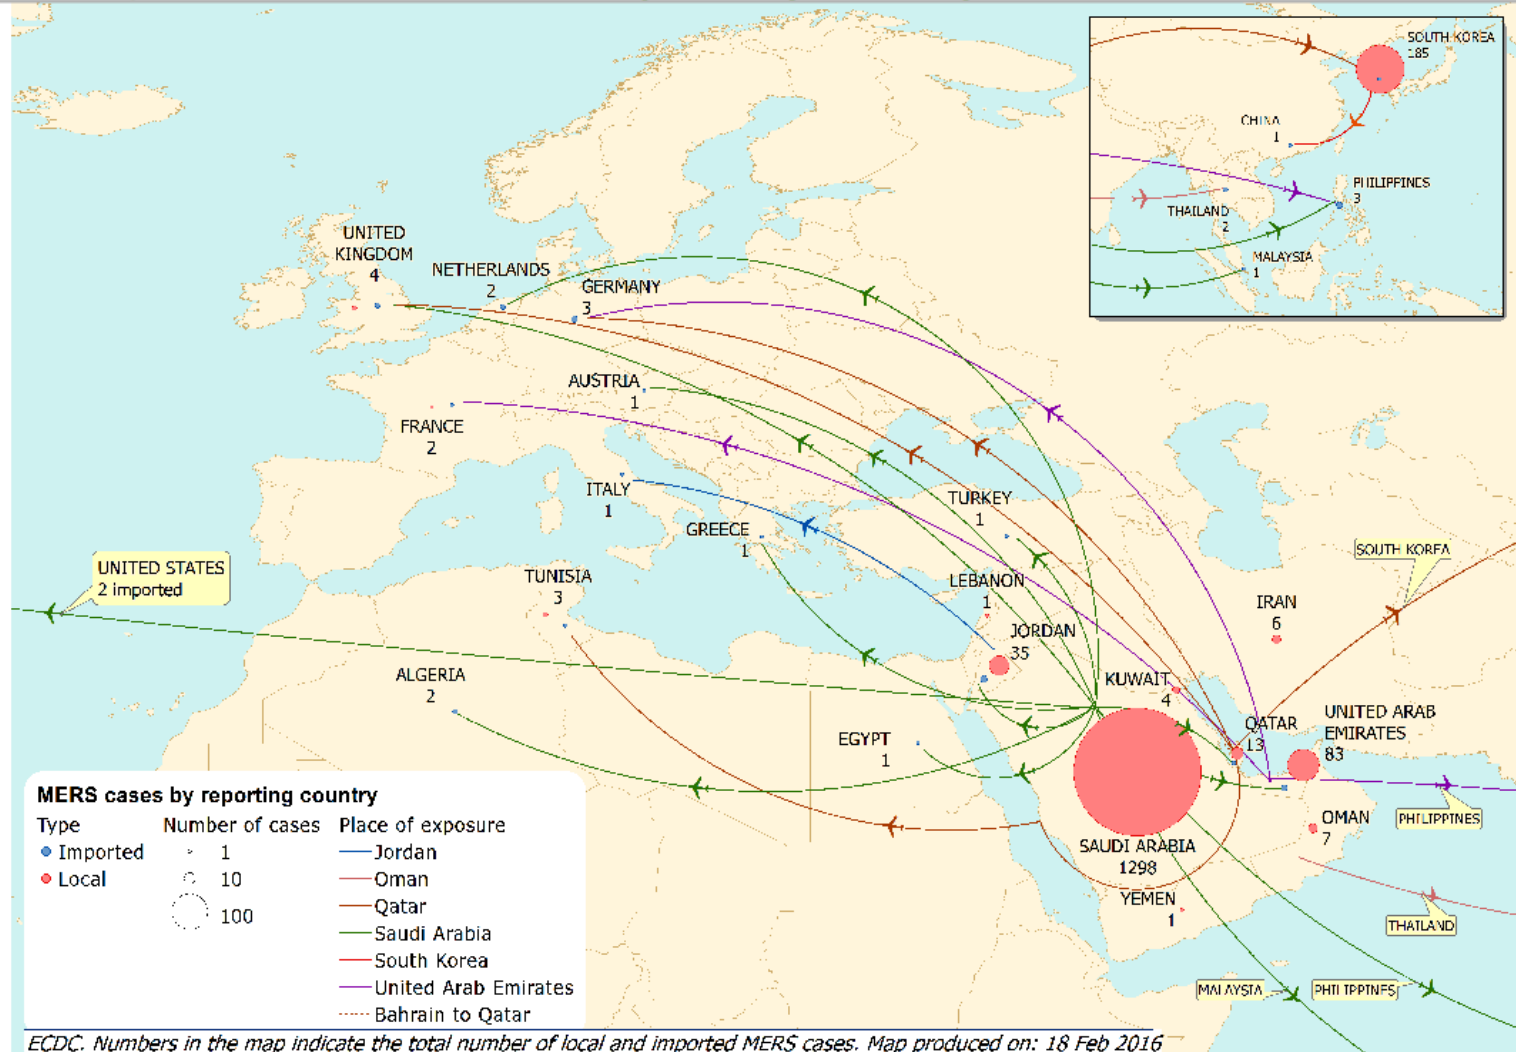 SOUTH KOREA
185
CHINA
1
PHILIPPINES
3
THAILAND
2
MALAYSIA
1
UNITED
KINGDOM
4
NETHERLANDS
2
GERMANY
3
AUSTRIA
1
FRANCE
2
ITALY
1
GREECE
1
TURKEY
1
UNITED STATES
2 imported
TUNISIA
3
LEBANON
1
JORDAN
35
IRAN
6
SOUTH KOREA
ALGERIA
2
KUWAIT
4
EGYPT
1
QATAR
13
UNITED ARAB
EMIRATES
83
PHILIPPINES
OMAN
7
SAUDI ARABIA
1298
YEMEN
1
THAILAND
MALAYSIA
PHILIPPINES
MERS cases by reporting country
Type
Imported
Local
Number of cases
1
10
100
Place of exposure
Jordan
Oman
Qatar
Saudi Arabia
South Korea
United Arab Emirates
Bahrain to Qatar
ECDC. Numbers in the map indicate the total number of local and imported MERS cases. Map produced on: 18 Feb 2016